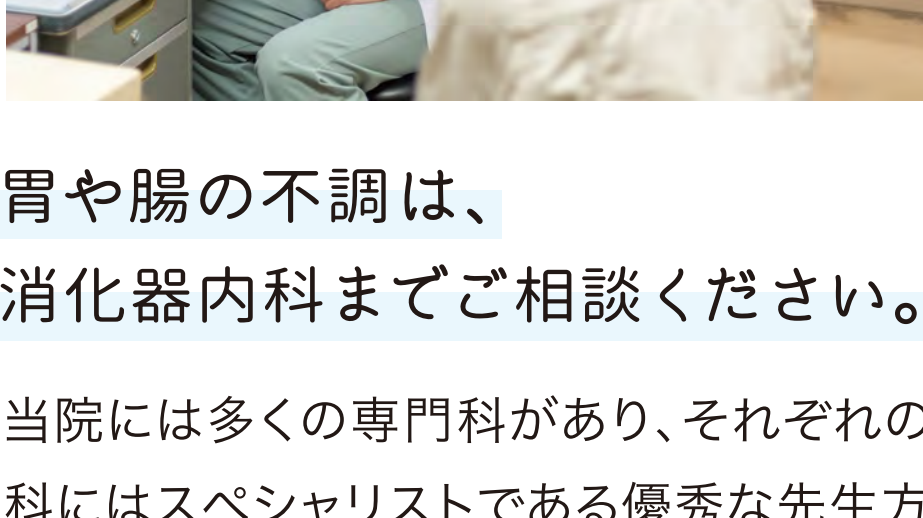 胃や腸の不調は、
消化器内科までご相談ください。
当院には多くの専門科があり、それぞれの
科にはスペシャリストである優秀な先生方